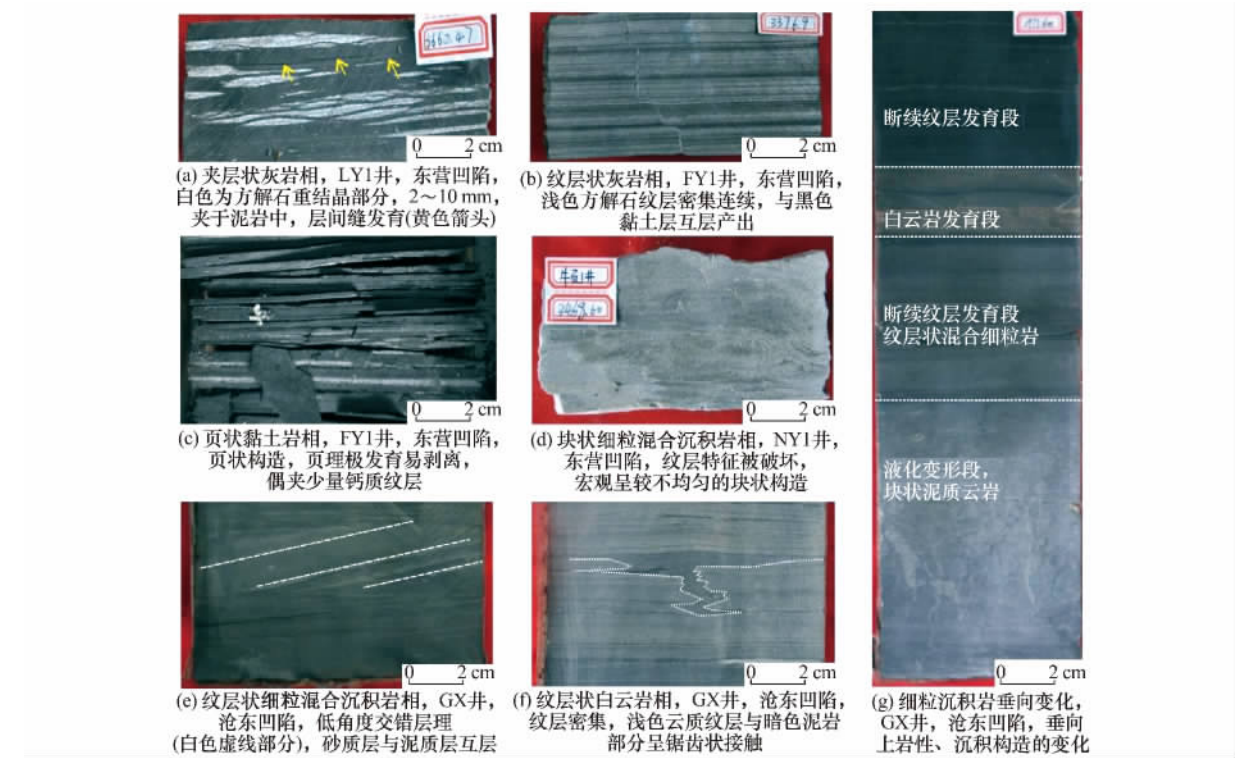 3660.47
0 2 cm
(a) 夹层状灰岩相，LY1井，东营凹陷，
白色为方解石重结晶部分，2～10 mm，
夹于泥岩中，层间缝发育(黄色箭头)
3376.9
0 2 cm
(b) 纹层状灰岩相，FY1井，东营凹陷，
浅色方解石纹层密集连续，与黑色
黏土层互层产出
0 2 cm
(c) 页状黏土岩相，FY1井，东营凹陷，
页状构造，页理极发育易剥离，
偶夹少量钙质纹层
牛页1井
0 2 cm
(d) 块状细粒混合沉积岩相，NY1井，
东营凹陷，纹层特征被破坏，
宏观呈较不均匀的块状构造
0 2 cm
(e) 纹层状细粒混合沉积岩相，GX井，
沧东凹陷，低角度交错层理
(白色虚线部分)，砂质层与泥质层互层
0 2 cm
(f) 纹层状白云岩相，GX井，沧东凹陷，
纹层密集，浅色云质纹层与暗色泥岩
部分呈锯齿状接触
断续纹层发育段
白云岩发育段
断续纹层发育段
纹层状混合细粒岩
液化变形段，
块状泥质云岩
0 2 cm
(g) 细粒沉积岩垂向变化，
GX井，沧东凹陷，垂向
上岩性、沉积构造的变化